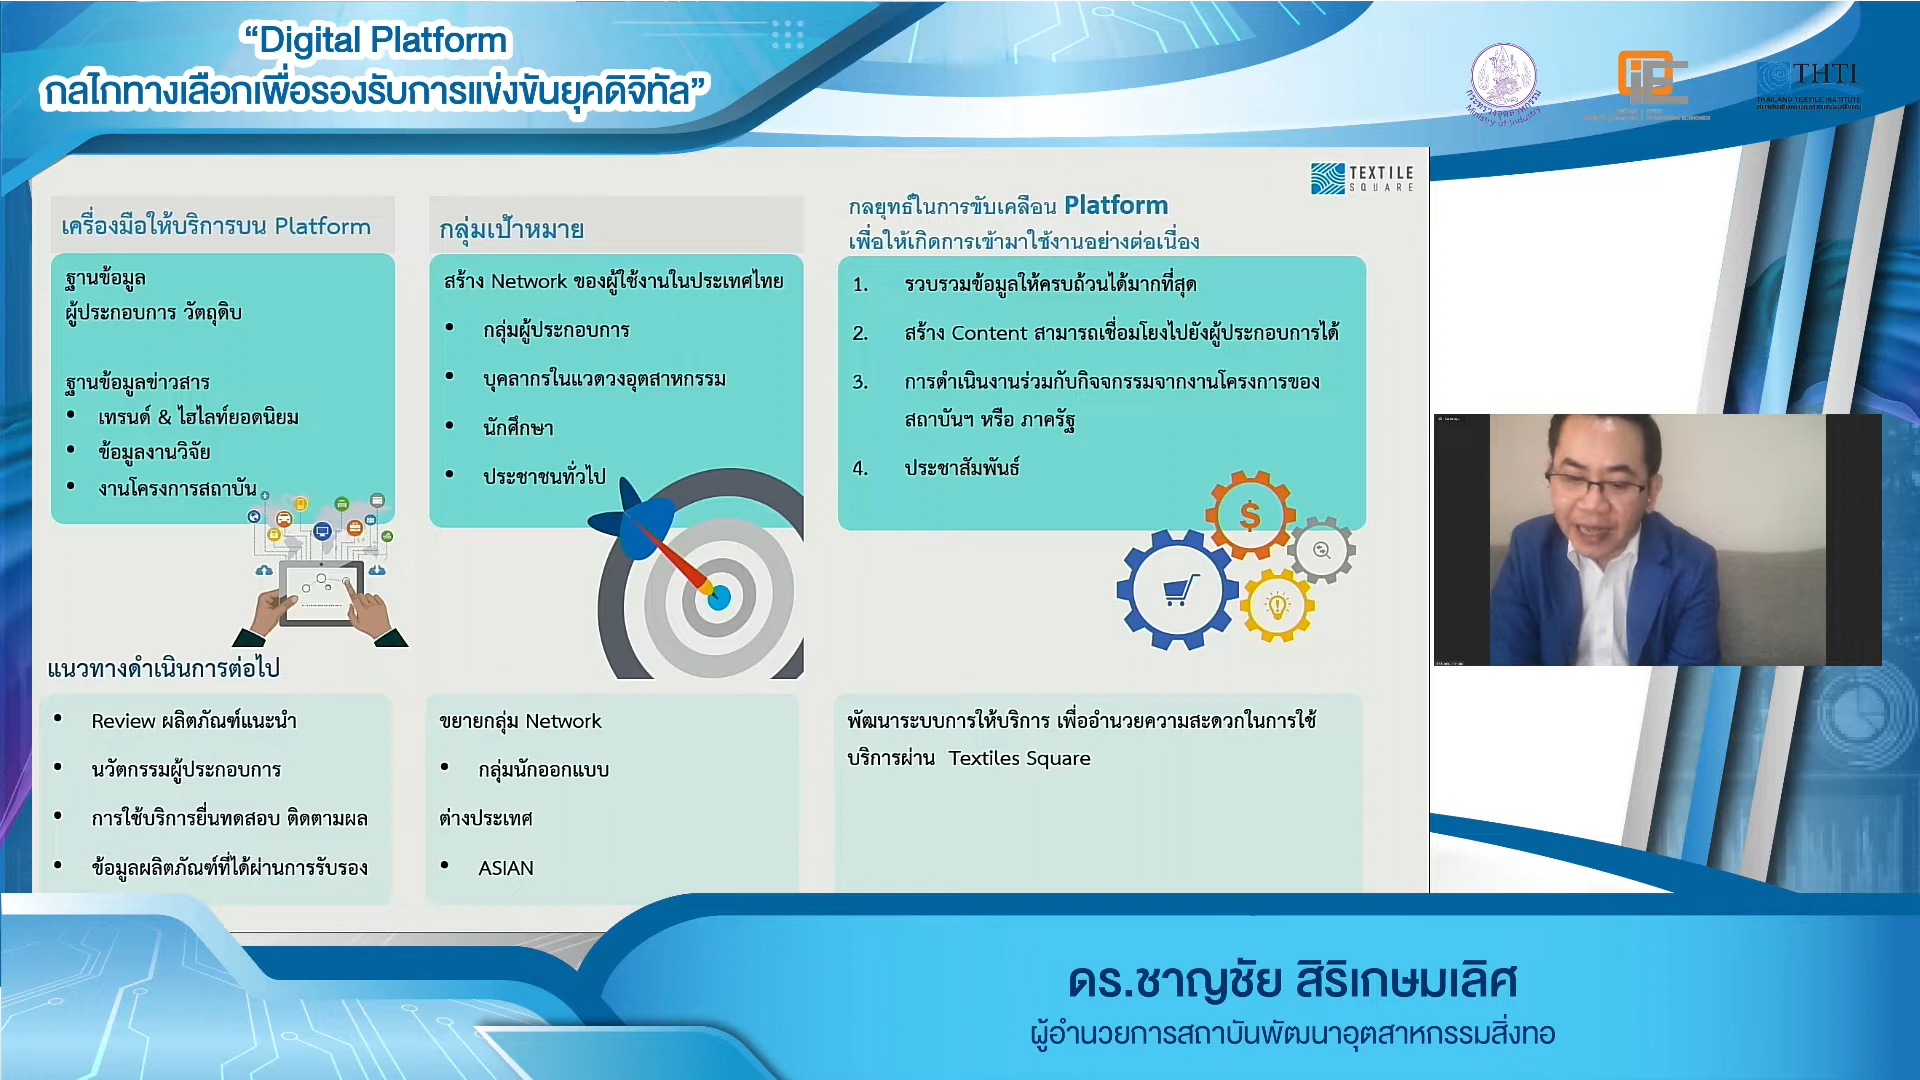 “Digital Platform
กลไกทางเลือกเพื่อรองรับการแข่งขันยุคดิจิทัล”
กระทรวงอุตสาหกรรม
Ministry of Industry
THTI
THAILAND TEXTILE INSTITUTE
TEXTILE
SQUARE
เครื่องมือให้บริการบน Platform
ฐานข้อมูล
ผู้ประกอบการ วัตถุดิบ
ฐานข้อมูลข่าวสาร
• เทรนด์ & ไฮไลท์ยอดนิยม
• ข้อมูลงานวิจัย
• งานโครงการสถาบัน
กลุ่มเป้าหมาย
สร้าง Network ของผู้ใช้งานในประเทศไทย
• กลุ่มผู้ประกอบการ
• บุคลากรในแวดวงอุตสาหกรรม
• นักศึกษา
• ประชาชนทั่วไป
กลยุทธ์ในการขับเคลื่อน Platform
เพื่อให้เกิดการเข้ามาใช้งานอย่างต่อเนื่อง
1. รวบรวมข้อมูลให้ครบถ้วนได้มากที่สุด
2. สร้าง Content สามารถเชื่อมโยงไปยังผู้ประกอบการได้
3. การดำเนินงานร่วมกับกิจจกรรมจากงานโครงการของ
สถาบันฯ หรือ ภาครัฐ
4. ประชาสัมพันธ์
แนวทางดำเนินการต่อไป
• Review ผลิตภัณฑ์แนะนำ
• นวัตกรรมผู้ประกอบการ
• การใช้บริการยื่นทดสอบ ติดตามผล
• ข้อมูลผลิตภัณฑ์ที่ได้ผ่านการรับรอง
ขยายกลุ่ม Network
• กลุ่มนักออกแบบ
ต่างประเทศ
• ASIAN
พัฒนาระบบการให้บริการ เพื่ออำนวยความสะดวกในการใช้
บริการผ่าน Textiles Square
ดร.ชาญชัย สิริเกษมเลิศ
ผู้อำนวยการสถาบันพัฒนาอุตสาหกรรมสิ่งทอ